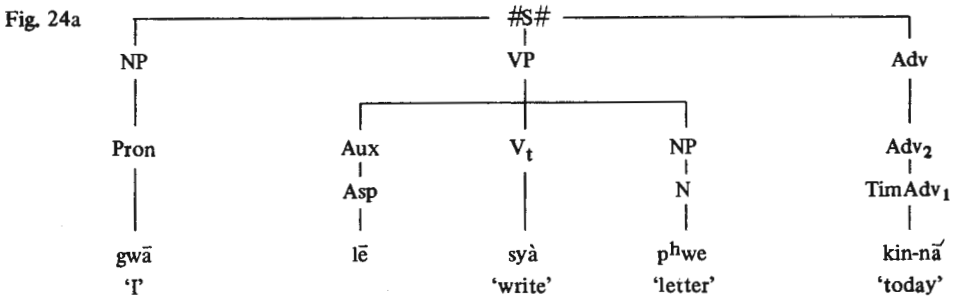 Fig. 24a #S#
NP VP Adv
Pron Aux Vₜ NP Adv₂
Asp N TimAdv₁
gwā lē syà pʰwe kin-nā́
‘I’ ‘write’ ‘letter’ ‘today’